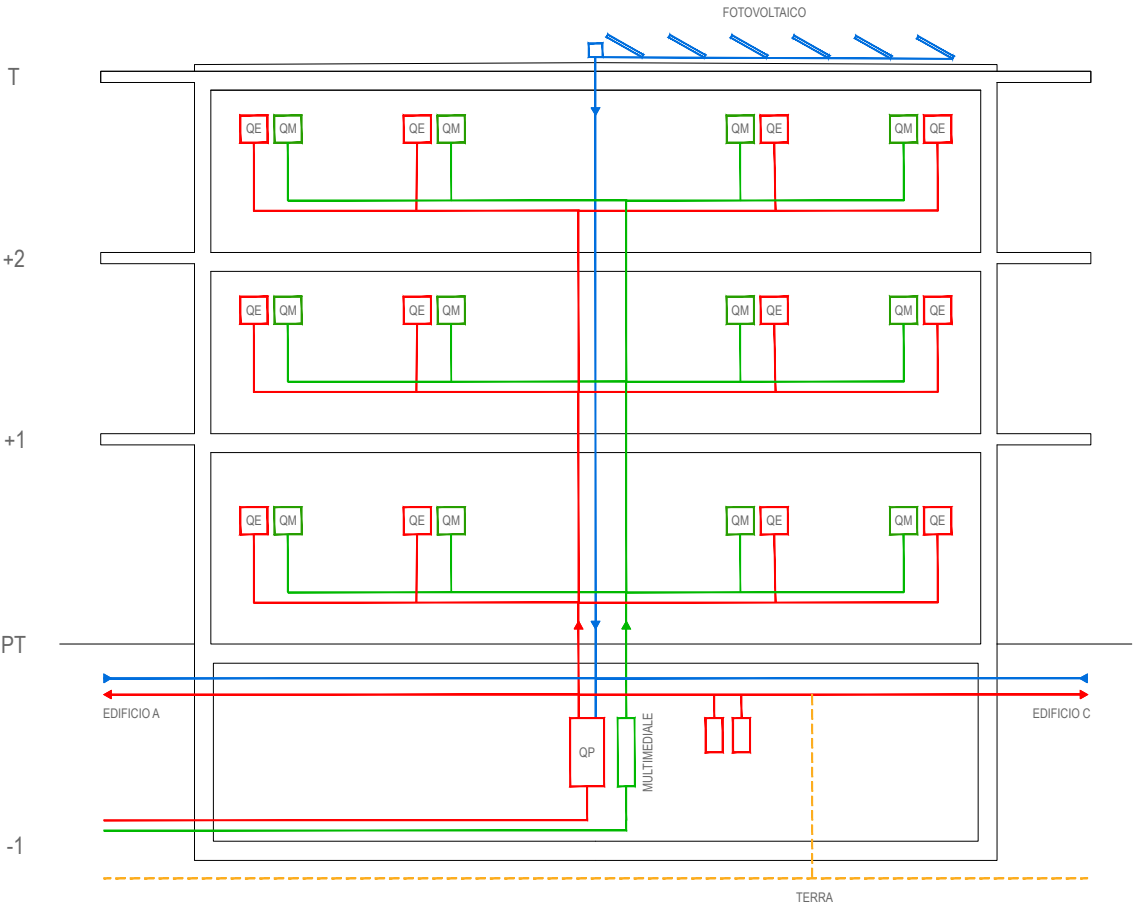 FOTOVOLTAICO
T
QE QM QE QM QM QE QM QE
+2
QE QM QE QM QM QE QM QE
+1
QE QM QE QM QM QE QM QE
PT
EDIFICIO A
EDIFICIO C
QP
MULTIMEDIALE
-1
TERRA